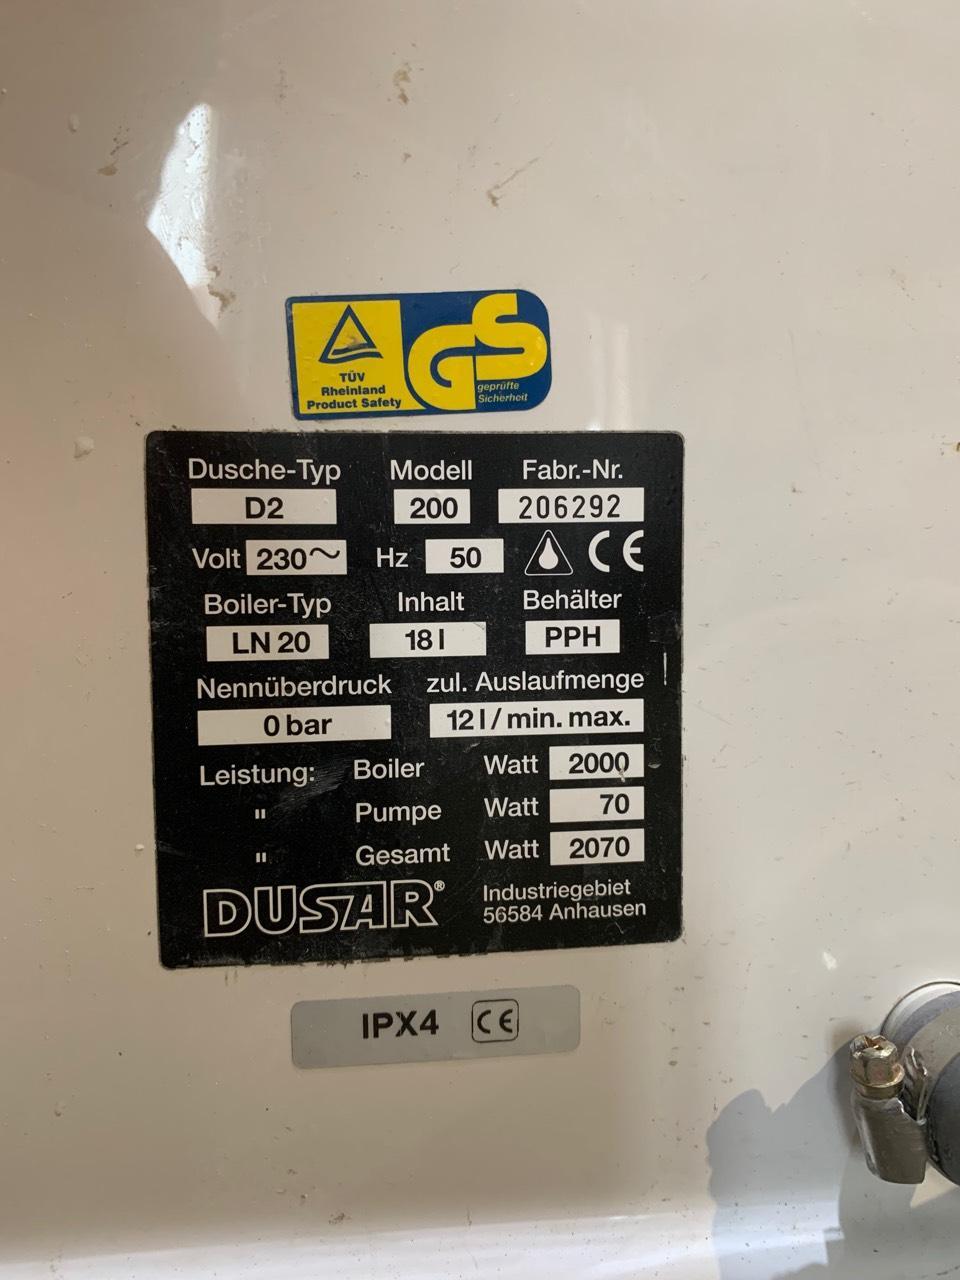 TÜV
Rheinland
Product Safety
GS
geprüfte
Sicherheit
Dusche-Typ Modell Fabr.-Nr.
D2 200 206292
Volt 230~ Hz 50 CE
Boiler-Typ Inhalt Behälter
LN 20 18 l PPH
Nennüberdruck zul. Auslaufmenge
0 bar 12 l / min. max.
Leistung: Boiler Watt 2000
" Pumpe Watt 70
" Gesamt Watt 2070
DUSAR® Industriegebiet
56584 Anhausen
IPX4 CE